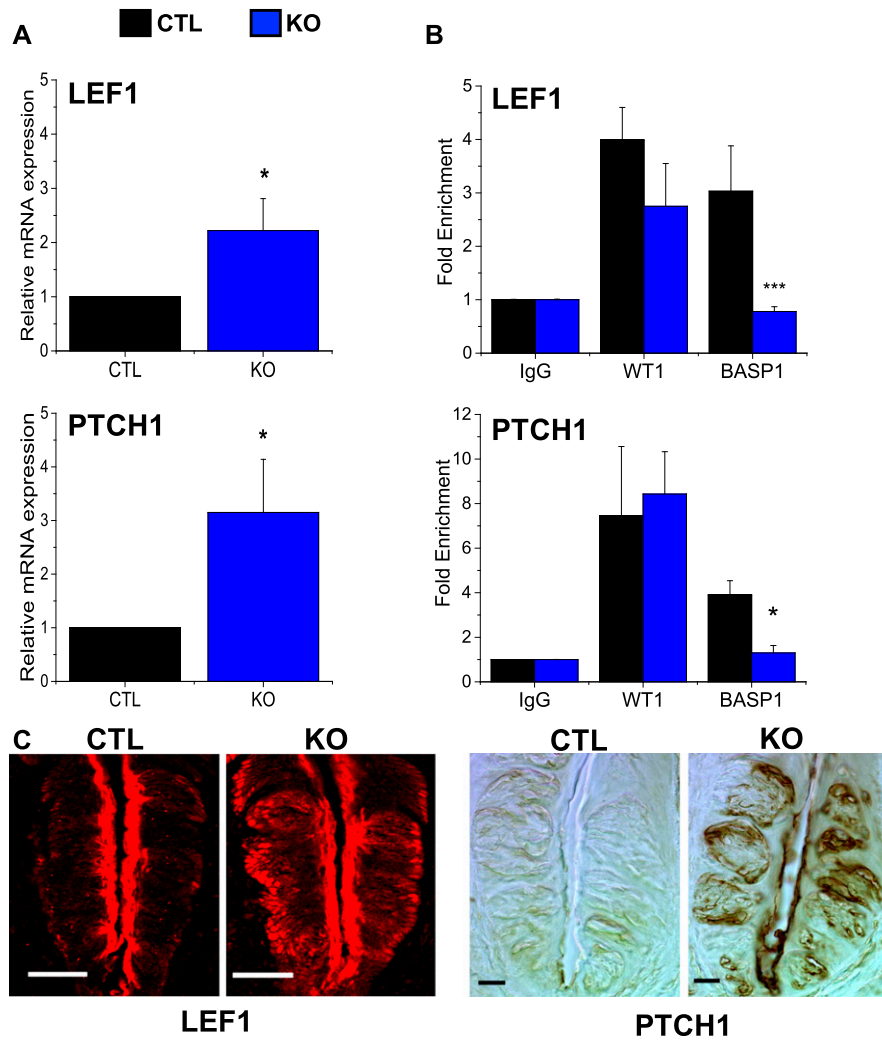 A
CTL
KO
B
LEF1
Relative mRNA expression
5
4
3
2
1
0
*
CTL
KO
LEF1
Fold Enrichment
5
4
3
2
1
0
***
IgG
WT1
BASP1
PTCH1
Relative mRNA expression
5
4
3
2
1
0
*
CTL
KO
PTCH1
Fold Enrichment
12
10
8
6
4
2
0
*
IgG
WT1
BASP1
C
CTL
KO
CTL
KO
LEF1
PTCH1